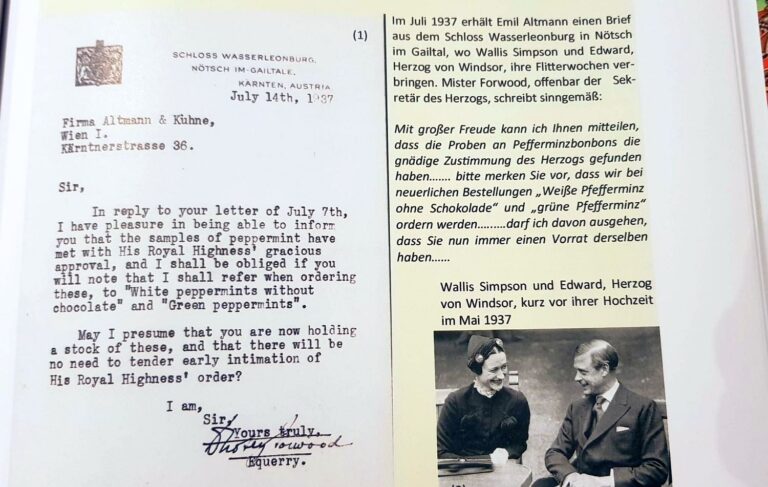 (1)
SCHLOSS WASSERLEONBURG,
NÖTSCH IM-GAILTALE,
KÄRNTEN, AUSTRIA
July 14th, 1937
Firma Altmann & Kuhne,
Wien I.
Kärntnerstrasse 36.
Sir,
In reply to your letter of July 7th,
I have pleasure in being able to inform
you that the samples of peppermint have
met with His Royal Highness' gracious
approval, and I shall be obliged if you
will note that I shall refer when ordering
these, to "White peppermints without
chocolate" and "Green peppermints".
May I presume that you are now holding
a stock of these, and that there will be
no need to tender early intimation of
His Royal Highness' order?
I am,
Sir,
Yours truly,
Forwood
Equerry.
Im Juli 1937 erhält Emil Altmann einen Brief
aus dem Schloss Wasserleonburg in Nötsch
im Gailtal, wo Wallis Simpson und Edward,
Herzog von Windsor, ihre Flitterwochen ver-
bringen. Mister Forwood, offenbar der Sek-
retär des Herzogs, schreibt sinngemäß:
Mit großer Freude kann ich Ihnen mitteilen,
dass die Proben an Pefferminzbonbons die
gnädige Zustimmung des Herzogs gefunden
haben....... bitte merken Sie vor, dass wir bei
neuerlichen Bestellungen „Weiße Pfefferminz
ohne Schokolade" und „grüne Pfefferminz"
ordern werden.........darf ich davon ausgehen,
dass Sie nun immer einen Vorrat derselben
haben......
Wallis Simpson und Edward, Herzog
von Windsor, kurz vor ihrer Hochzeit
im Mai 1937